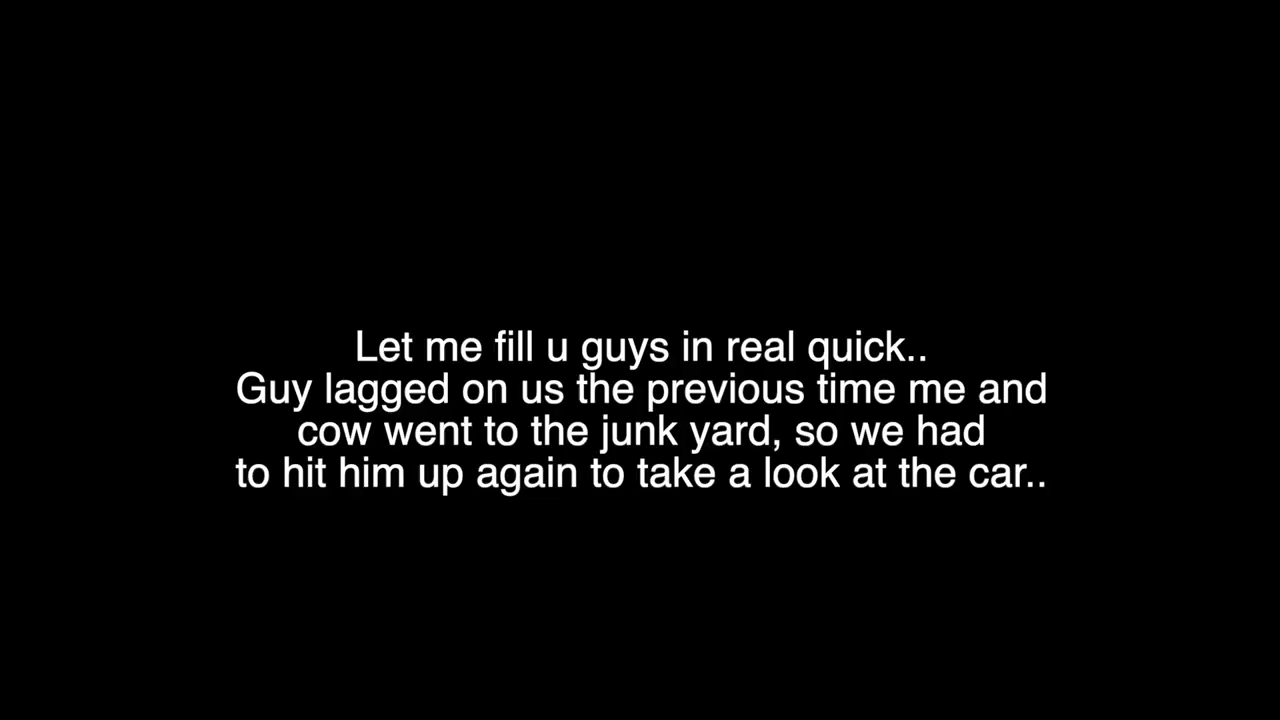 Let me fill u guys in real quick..
Guy lagged on us the previous time me and
cow went to the junk yard, so we had
to hit him up again to take a look at the car..